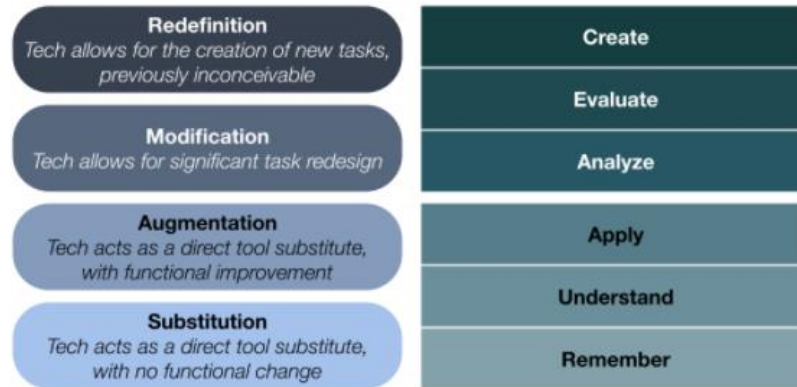 Redefinition
Tech allows for the creation of new tasks,
previously inconceivable
Modification
Tech allows for significant task redesign
Augmentation
Tech acts as a direct tool substitute,
with functional improvement
Substitution
Tech acts as a direct tool substitute,
with no functional change
Create
Evaluate
Analyze
Apply
Understand
Remember